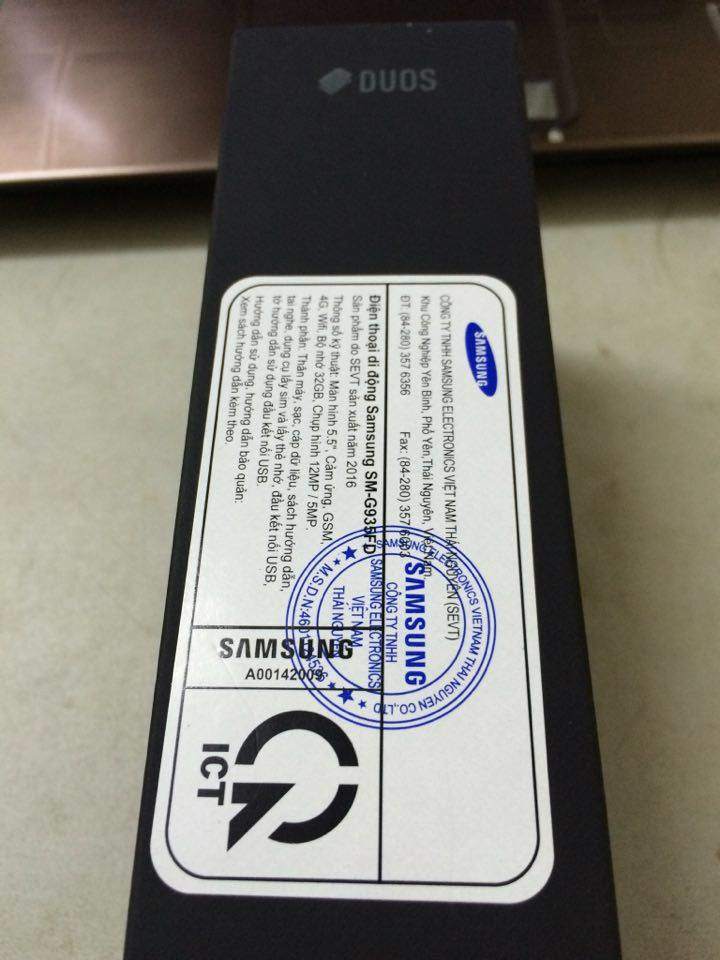 DUOS
SAMSUNG
CÔNG TY TNHH SAMSUNG ELECTRONICS VIỆT NAM THÁI NGUYÊN (SEVT)
Khu Công Nghiệp Yên Bình, Phổ Yên, Thái Nguyên, Việt Nam
ĐT: (84-280) 357 6356 Fax: (84-280) 357 6603
Điện thoại di động Samsung SM-G935FD
Sản phẩm do SEVT sản xuất năm 2016
Thông số kỹ thuật: Màn hình 5.5", Cảm ứng, GSM,
4G, Wifi, Bộ nhớ 32GB, Chụp hình 12MP / 5MP.
Thành phần: Thân máy, sạc, cáp dữ liệu, sách hướng dẫn,
tai nghe, dụng cụ lấy sim và lấy thẻ nhớ, đầu kết nối USB,
tờ hướng dẫn sử dụng đầu kết nối USB.
Hướng dẫn sử dụng, hướng dẫn bảo quản:
Xem sách hướng dẫn kèm theo.
SAMSUNG ELECTRONICS VIETNAM THAI NGUYEN CO.,LTD
SAMSUNG
CÔNG TY TNHH
SAMSUNG ELECTRONICS
VIỆT NAM
THÁI NGUYÊN
SAMSUNG
A00142009
ICT